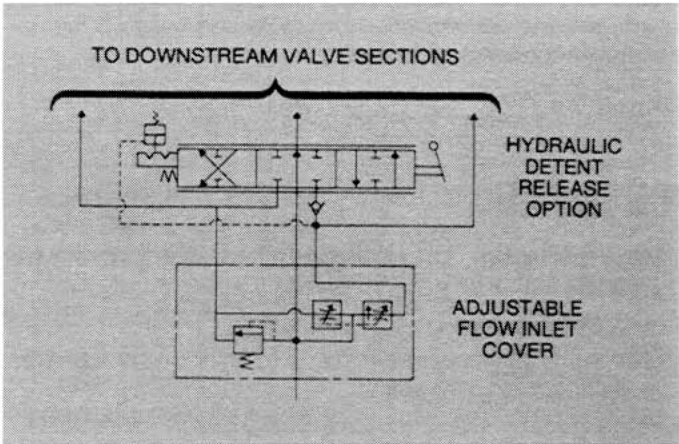 TO DOWNSTREAM VALVE SECTIONS
HYDRAULIC
DETENT
RELEASE
OPTION
ADJUSTABLE
FLOW INLET
COVER